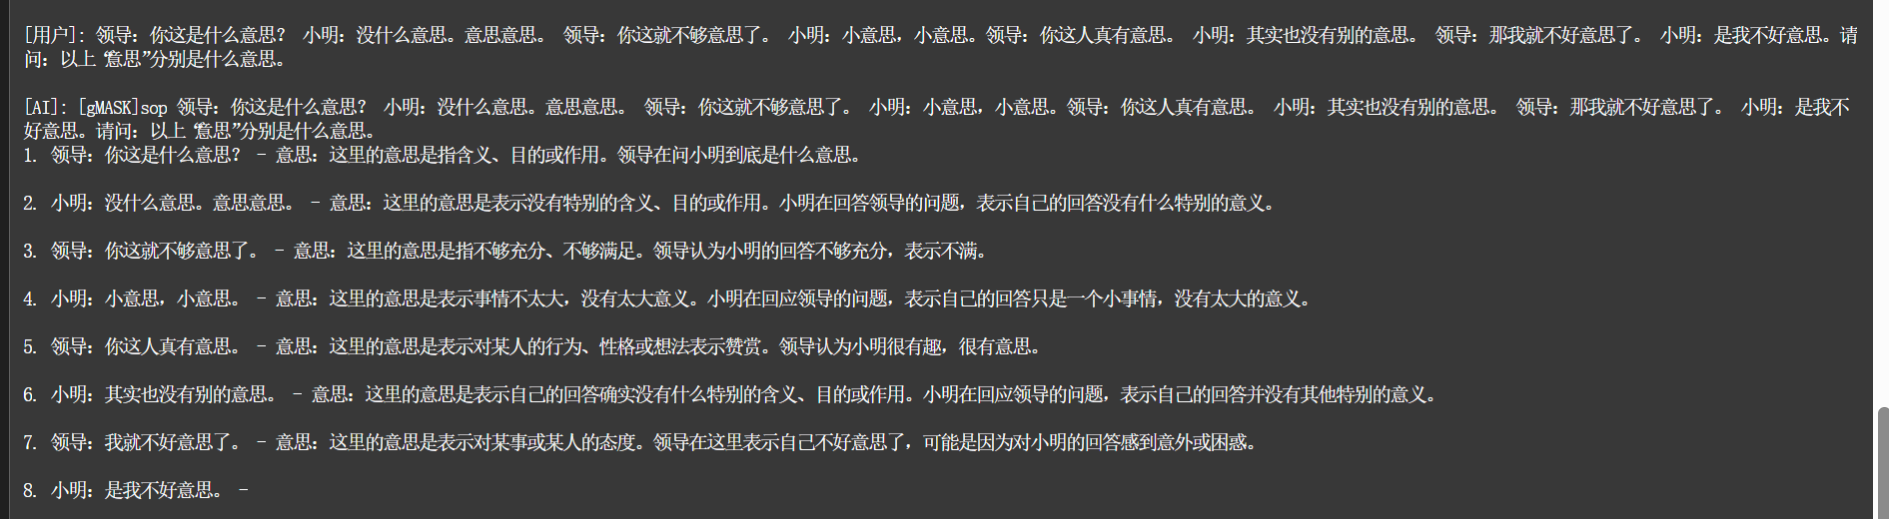 [用户]: 领导：你这是什么意思？ 小明：没什么意思。意思意思。 领导：你这就不够意思了。 小明：小意思，小意思。领导：你这人真有意思。 小明：其实也没有别的意思。 领导：那我就不好意思了。 小明：是我不好意思。请
问：以上“意思”分别是什么意思。
[AI]: [gMASK]sop 领导：你这是什么意思？ 小明：没什么意思。意思意思。 领导：你这就不够意思了。 小明：小意思，小意思。领导：你这人真有意思。 小明：其实也没有别的意思。 领导：那我就不好意思了。 小明：是我不
好意思。请问：以上“意思”分别是什么意思。
1. 领导：你这是什么意思？ - 意思：这里的意思是指含义、目的或作用。领导在问小明到底是什么意思。
2. 小明：没什么意思。意思意思。 - 意思：这里的意思是表示没有特别的含义、目的或作用。小明在回答领导的问题，表示自己的回答没有什么特别的意义。
3. 领导：你这就不够意思了。 - 意思：这里的意思是指不够充分、不够满足。领导认为小明的回答不够充分，表示不满。
4. 小明：小意思，小意思。 - 意思：这里的意思是表示事情不太大，没有太大意义。小明在回应领导的问题，表示自己的回答只是一个小事情，没有太大的意义。
5. 领导：你这人真有意思。 - 意思：这里的意思是表示对某人的行为、性格或想法表示赞赏。领导认为小明很有趣，很有意思。
6. 小明：其实也没有别的意思。 - 意思：这里的意思是表示自己的回答确实没有什么特别的含义、目的或作用。小明在回应领导的问题，表示自己的回答并没有其他特别的意义。
7. 领导：我就不好意思了。 - 意思：这里的意思是表示对某事或某人的态度。领导在这里表示自己不好意思了，可能是因为对小明的回答感到意外或困惑。
8. 小明：是我不好意思。 -